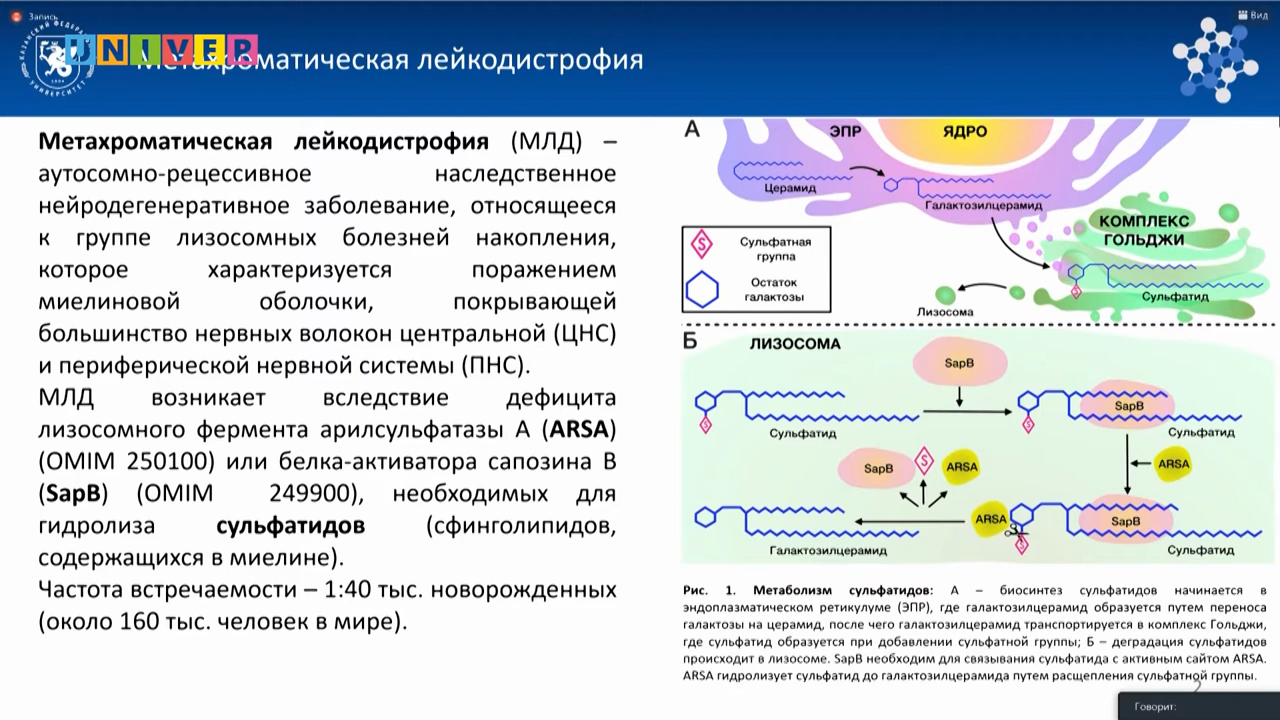 Запись
Вид
КАЗАНСКИЙ ФЕДЕРАЛЬНЫЙ УНИВЕРСИТЕТ
1804
UNIVER
Метахроматическая лейкодистрофия
Метахроматическая лейкодистрофия (МЛД) –
аутосомно-рецессивное наследственное
нейродегенеративное заболевание, относящееся
к группе лизосомных болезней накопления,
которое характеризуется поражением
миелиновой оболочки, покрывающей
большинство нервных волокон центральной (ЦНС)
и периферической нервной системы (ПНС).
МЛД возникает вследствие дефицита
лизосомного фермента арилсульфатазы А (ARSA)
(OMIM 250100) или белка-активатора сапозина В
(SapB) (OMIM 249900), необходимых для
гидролиза сульфатидов (сфинголипидов,
содержащихся в миелине).
Частота встречаемости – 1:40 тыс. новорожденных
(около 160 тыс. человек в мире).
А
ЭПР
ЯДРО
Церамид
Галактозилцерамид
КОМПЛЕКС
ГОЛЬДЖИ
S
Сульфатная
группа
Остаток
галактозы
S
Сульфатид
Лизосома
Б
ЛИЗОСОМА
SapB
S
Сульфатид
S
SapB
Сульфатид
SapB
S
ARSA
ARSA
Галактозилцерамид
ARSA
S
SapB
Сульфатид
Рис. 1. Метаболизм сульфатидов: А – биосинтез сульфатидов начинается в
эндоплазматическом ретикулуме (ЭПР), где галактозилцерамид образуется путем переноса
галактозы на церамид, после чего галактозилцерамид транспортируется в комплекс Гольджи,
где сульфатид образуется при добавлении сульфатной группы; Б – деградация сульфатидов
происходит в лизосоме. SapB необходим для связывания сульфатида с активным сайтом ARSA.
ARSA гидролизует сульфатид до галактозилцерамида путем расщепления сульфатной группы.
2
Говорит: